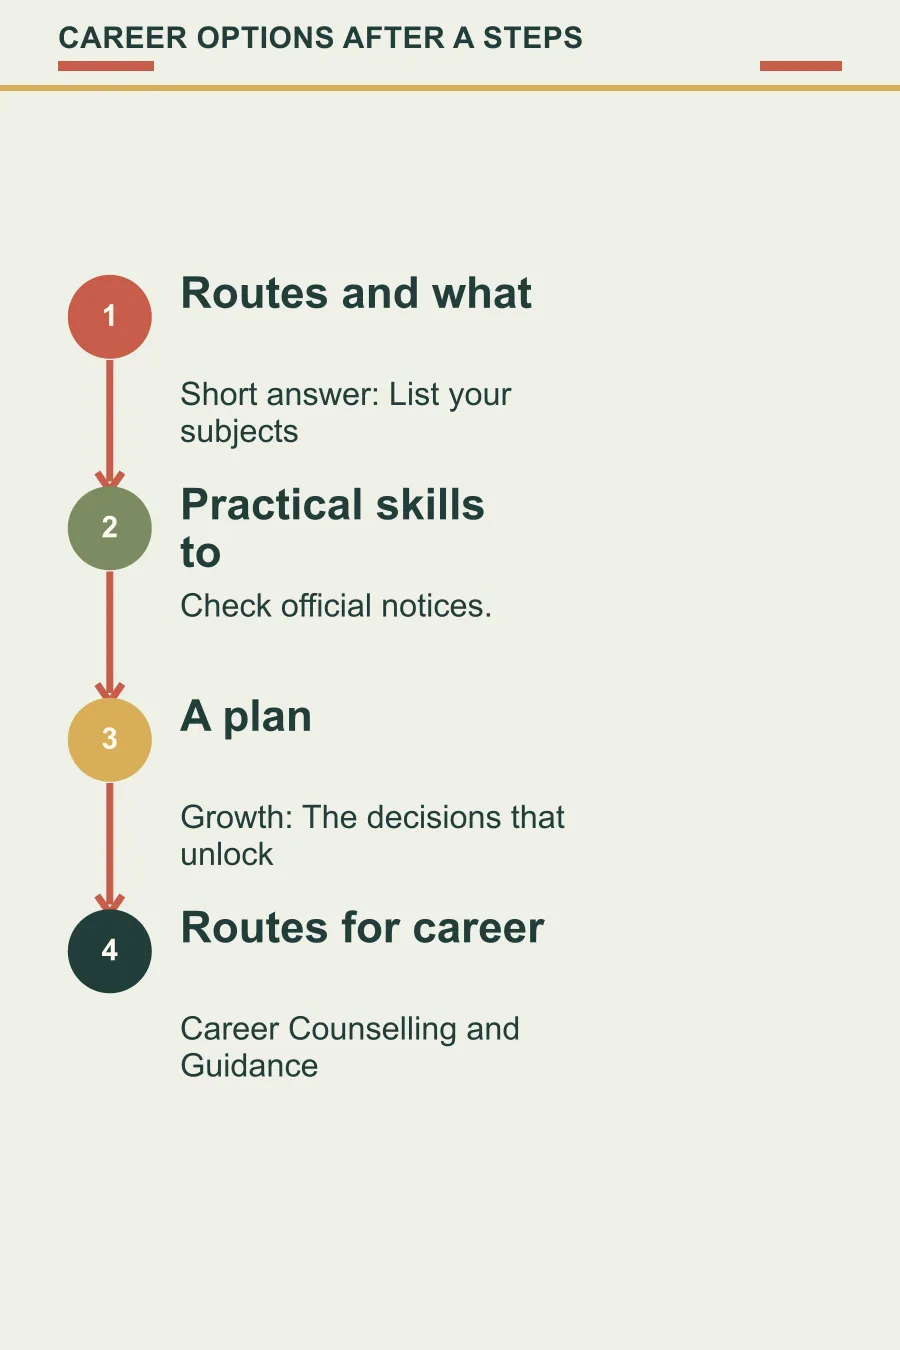 CAREER OPTIONS AFTER A STEPS
1
Routes and what
Short answer: List your
subjects
2
Practical skills
to
Check official notices.
3
A plan
Growth: The decisions that
unlock
4
Routes for career
Career Counselling and
Guidance